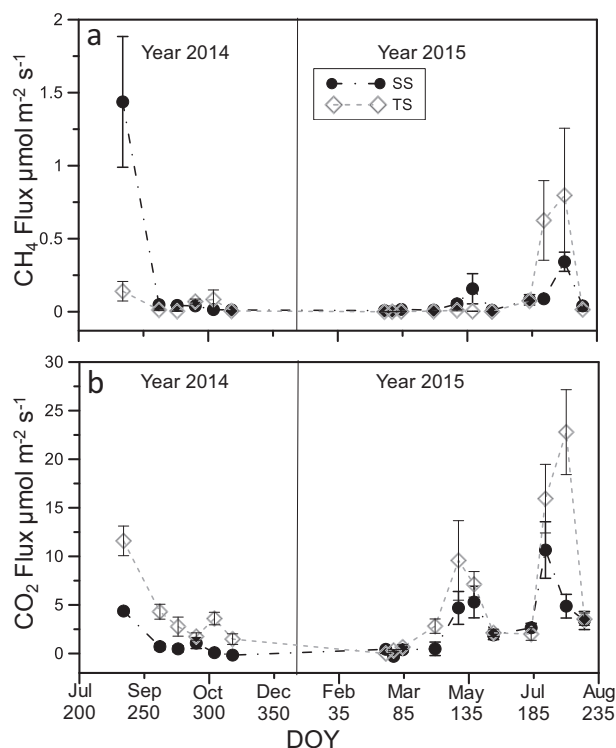 a
Year 2014
Year 2015
SS
TS
CH4 Flux μmol m-2 s-1
2
1.5
1
0.5
0
b
Year 2014
Year 2015
CO2 Flux μmol m-2 s-1
30
25
20
15
10
5
0
Jul Sep Oct Dec Feb Mar May Jul Aug
200 250 300 350 35 85 135 185 235
DOY